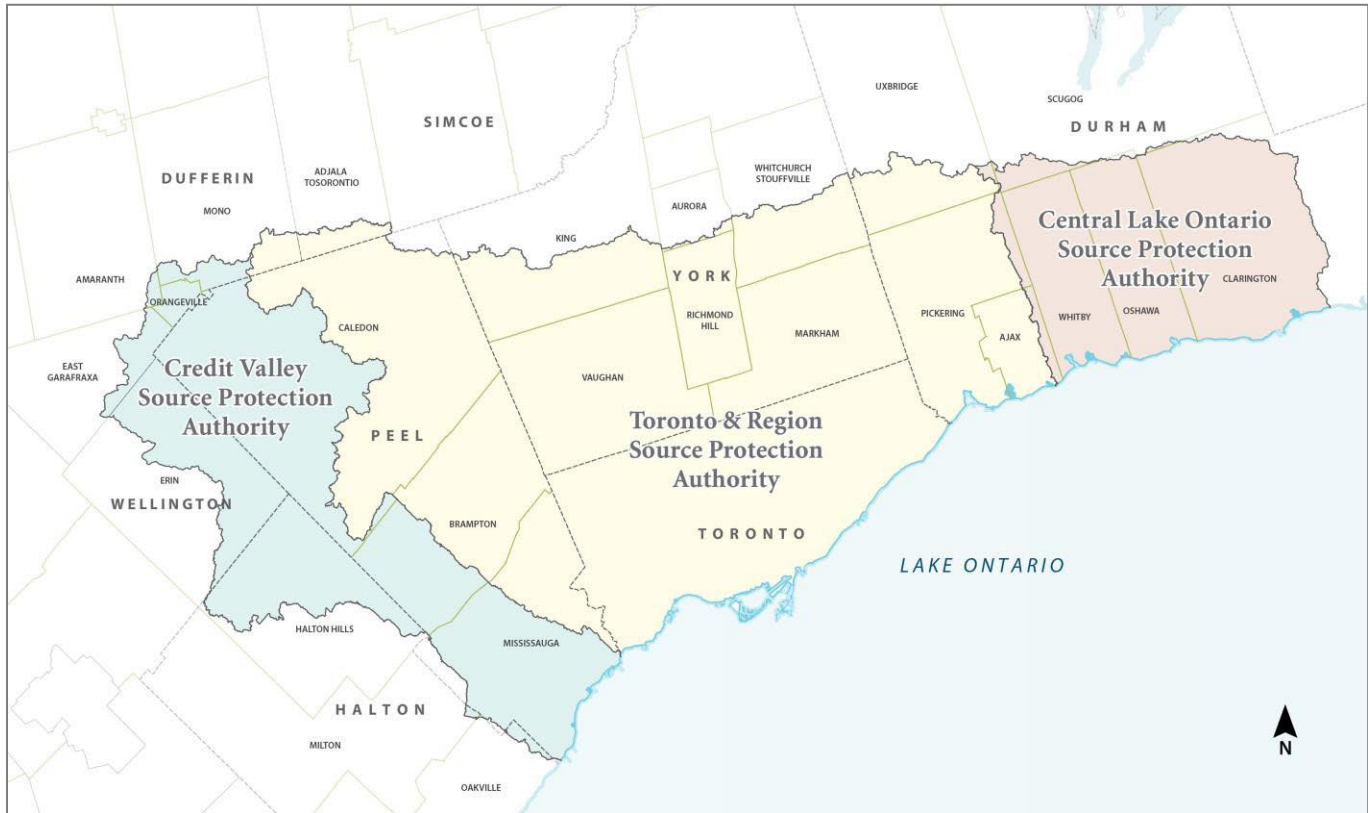 UXBRIDGE
SCUGOG
DURHAM
SIMCOE
DUFFERIN
MONO
ADJALA
TOSORONTIO
WHITCHURCH
STOUFFVILLE
AURORA
KING
AMARANTH
ORANGEVILLE
EAST
GARAFRAXA
Credit Valley
Source Protection
Authority
CALEDON
PEEL
VAUGHAN
YORK
RICHMOND
HILL
MARKHAM
PICKERING
AJAX
Central Lake Ontario
Source Protection
Authority
CLARINGTON
WHITBY
OSHAWA
Toronto & Region
Source Protection
Authority
ERIN
WELLINGTON
BRAMPTON
TORONTO
LAKE ONTARIO
HALTON HILLS
MISSISSAUGA
HALTON
MILTON
OAKVILLE
N